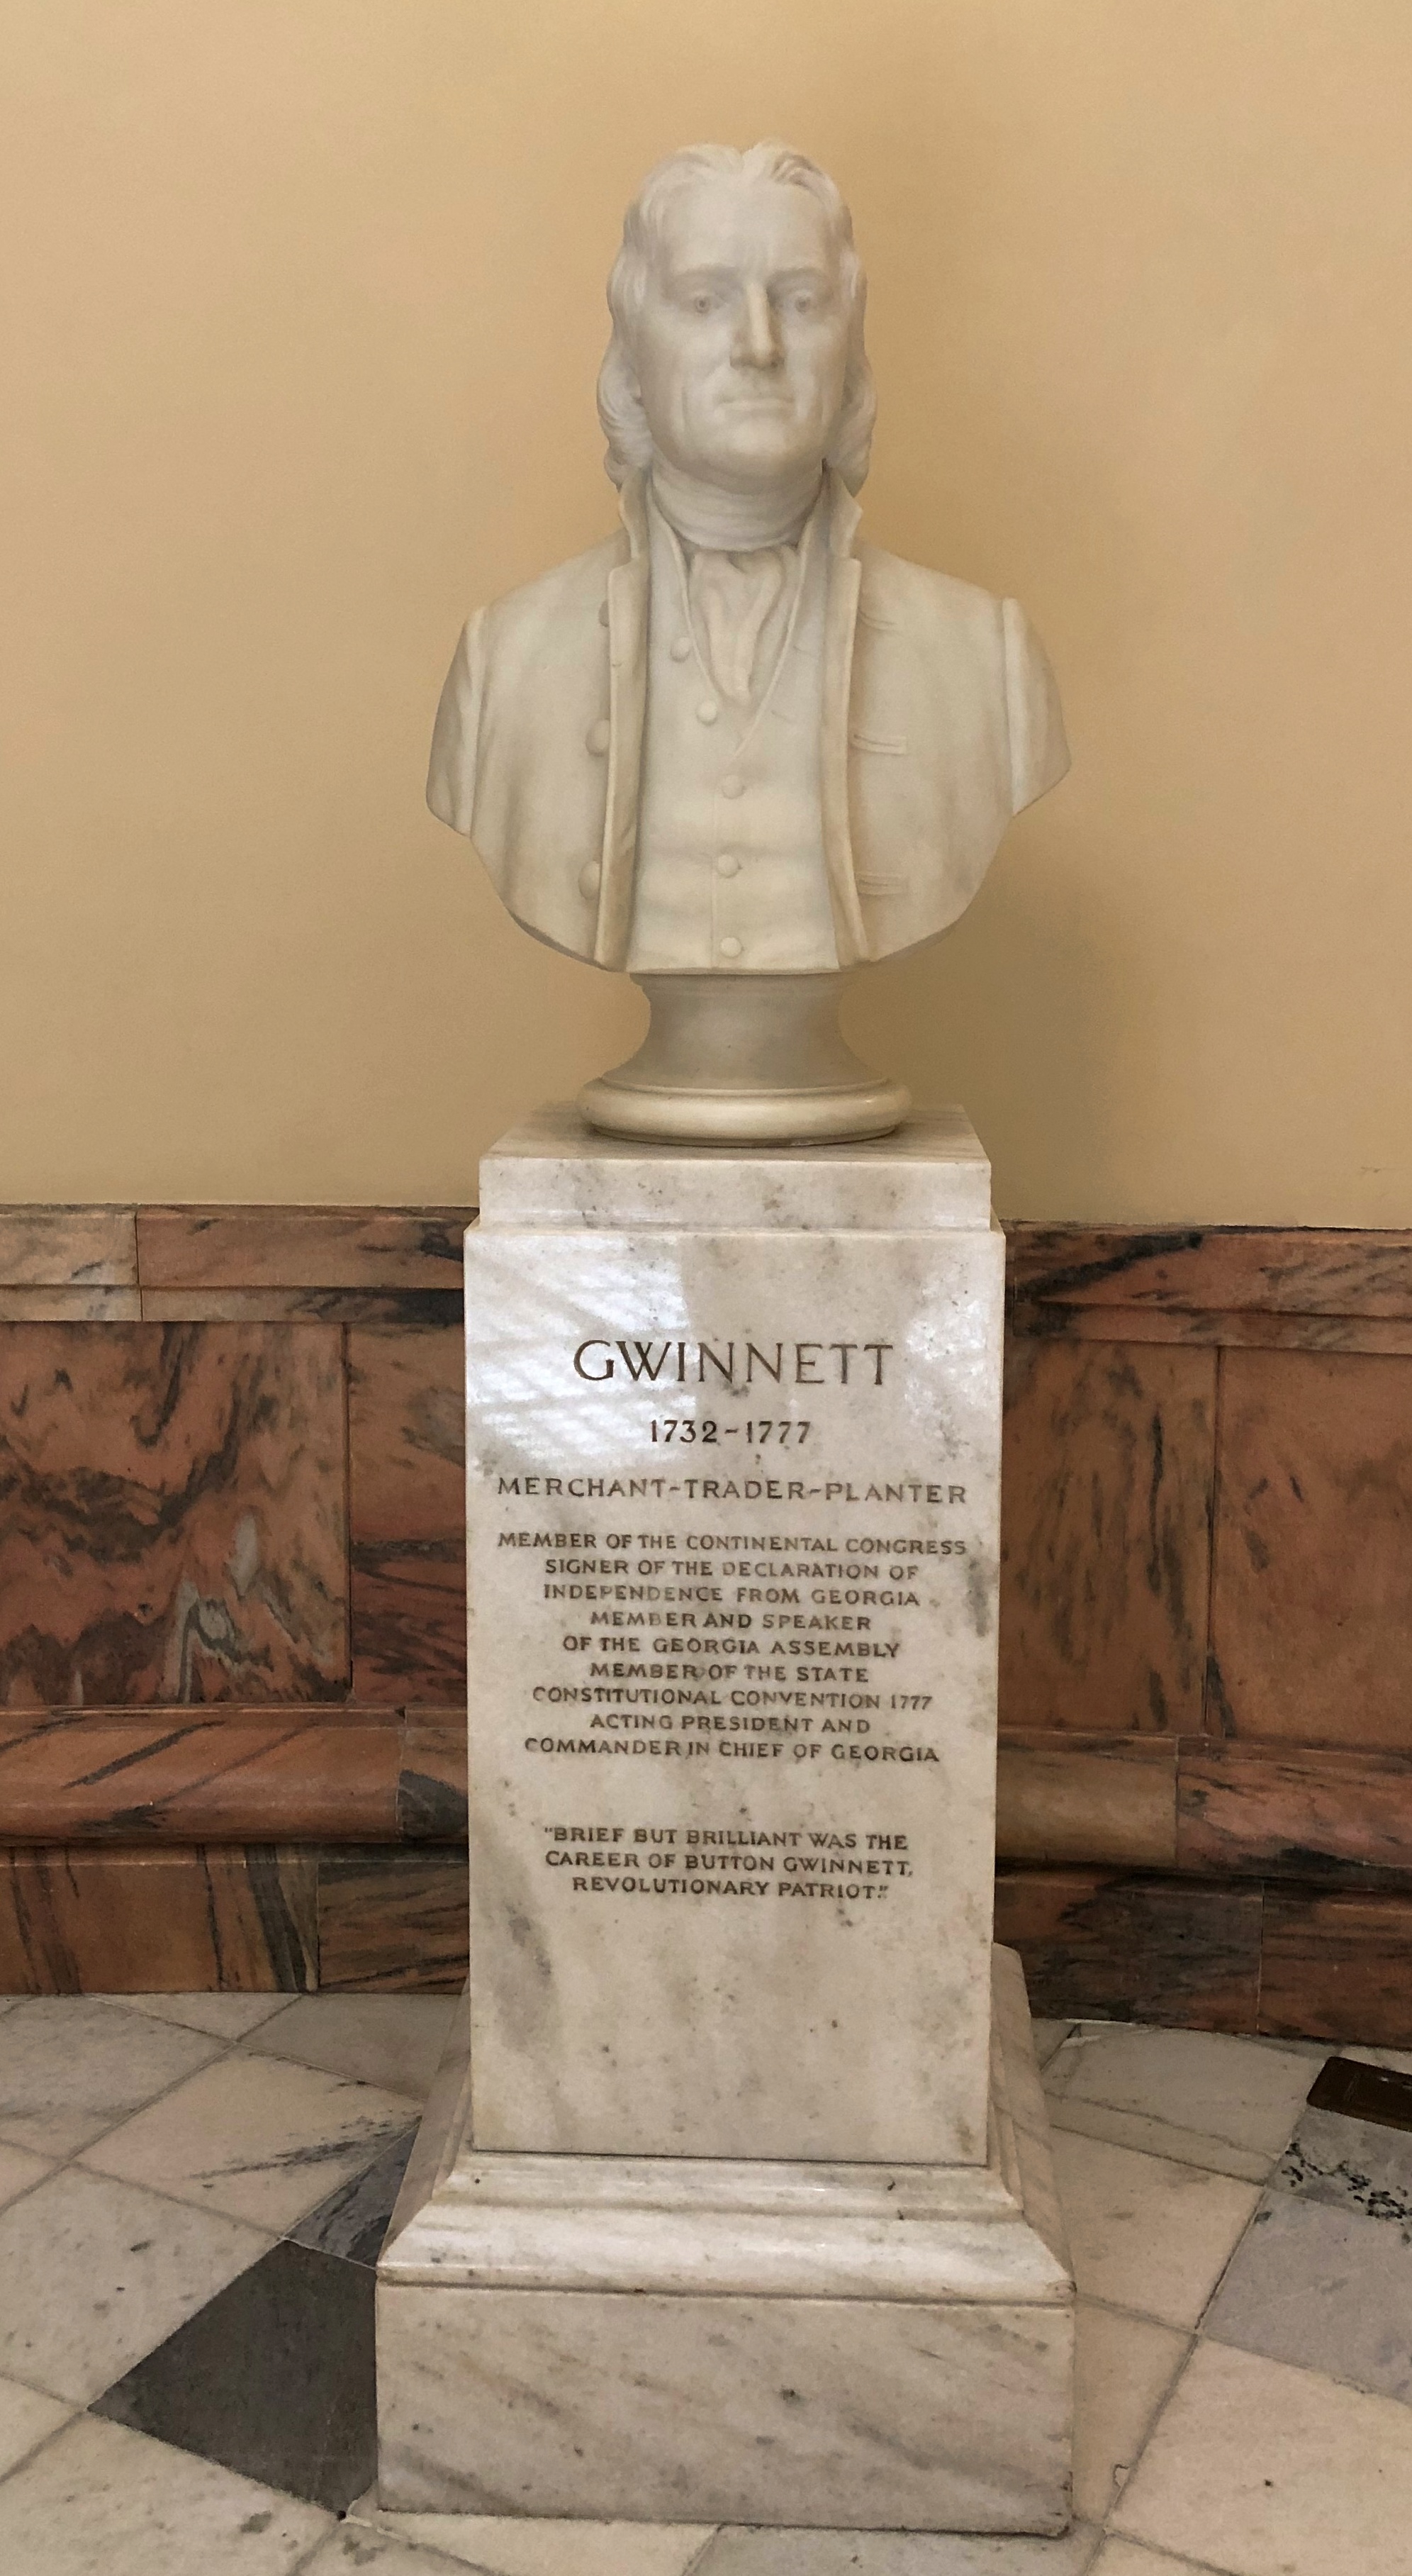 GWINNETT
1732-1777
MERCHANT-TRADER-PLANTER
MEMBER OF THE CONTINENTAL CONGRESS
SIGNER OF THE DECLARATION OF
INDEPENDENCE FROM GEORGIA
MEMBER AND SPEAKER
OF THE GEORGIA ASSEMBLY
MEMBER OF THE STATE
CONSTITUTIONAL CONVENTION 1777
ACTING PRESIDENT AND
COMMANDER IN CHIEF OF GEORGIA
"BRIEF BUT BRILLIANT WAS THE
CAREER OF BUTTON GWINNETT,
REVOLUTIONARY PATRIOT."